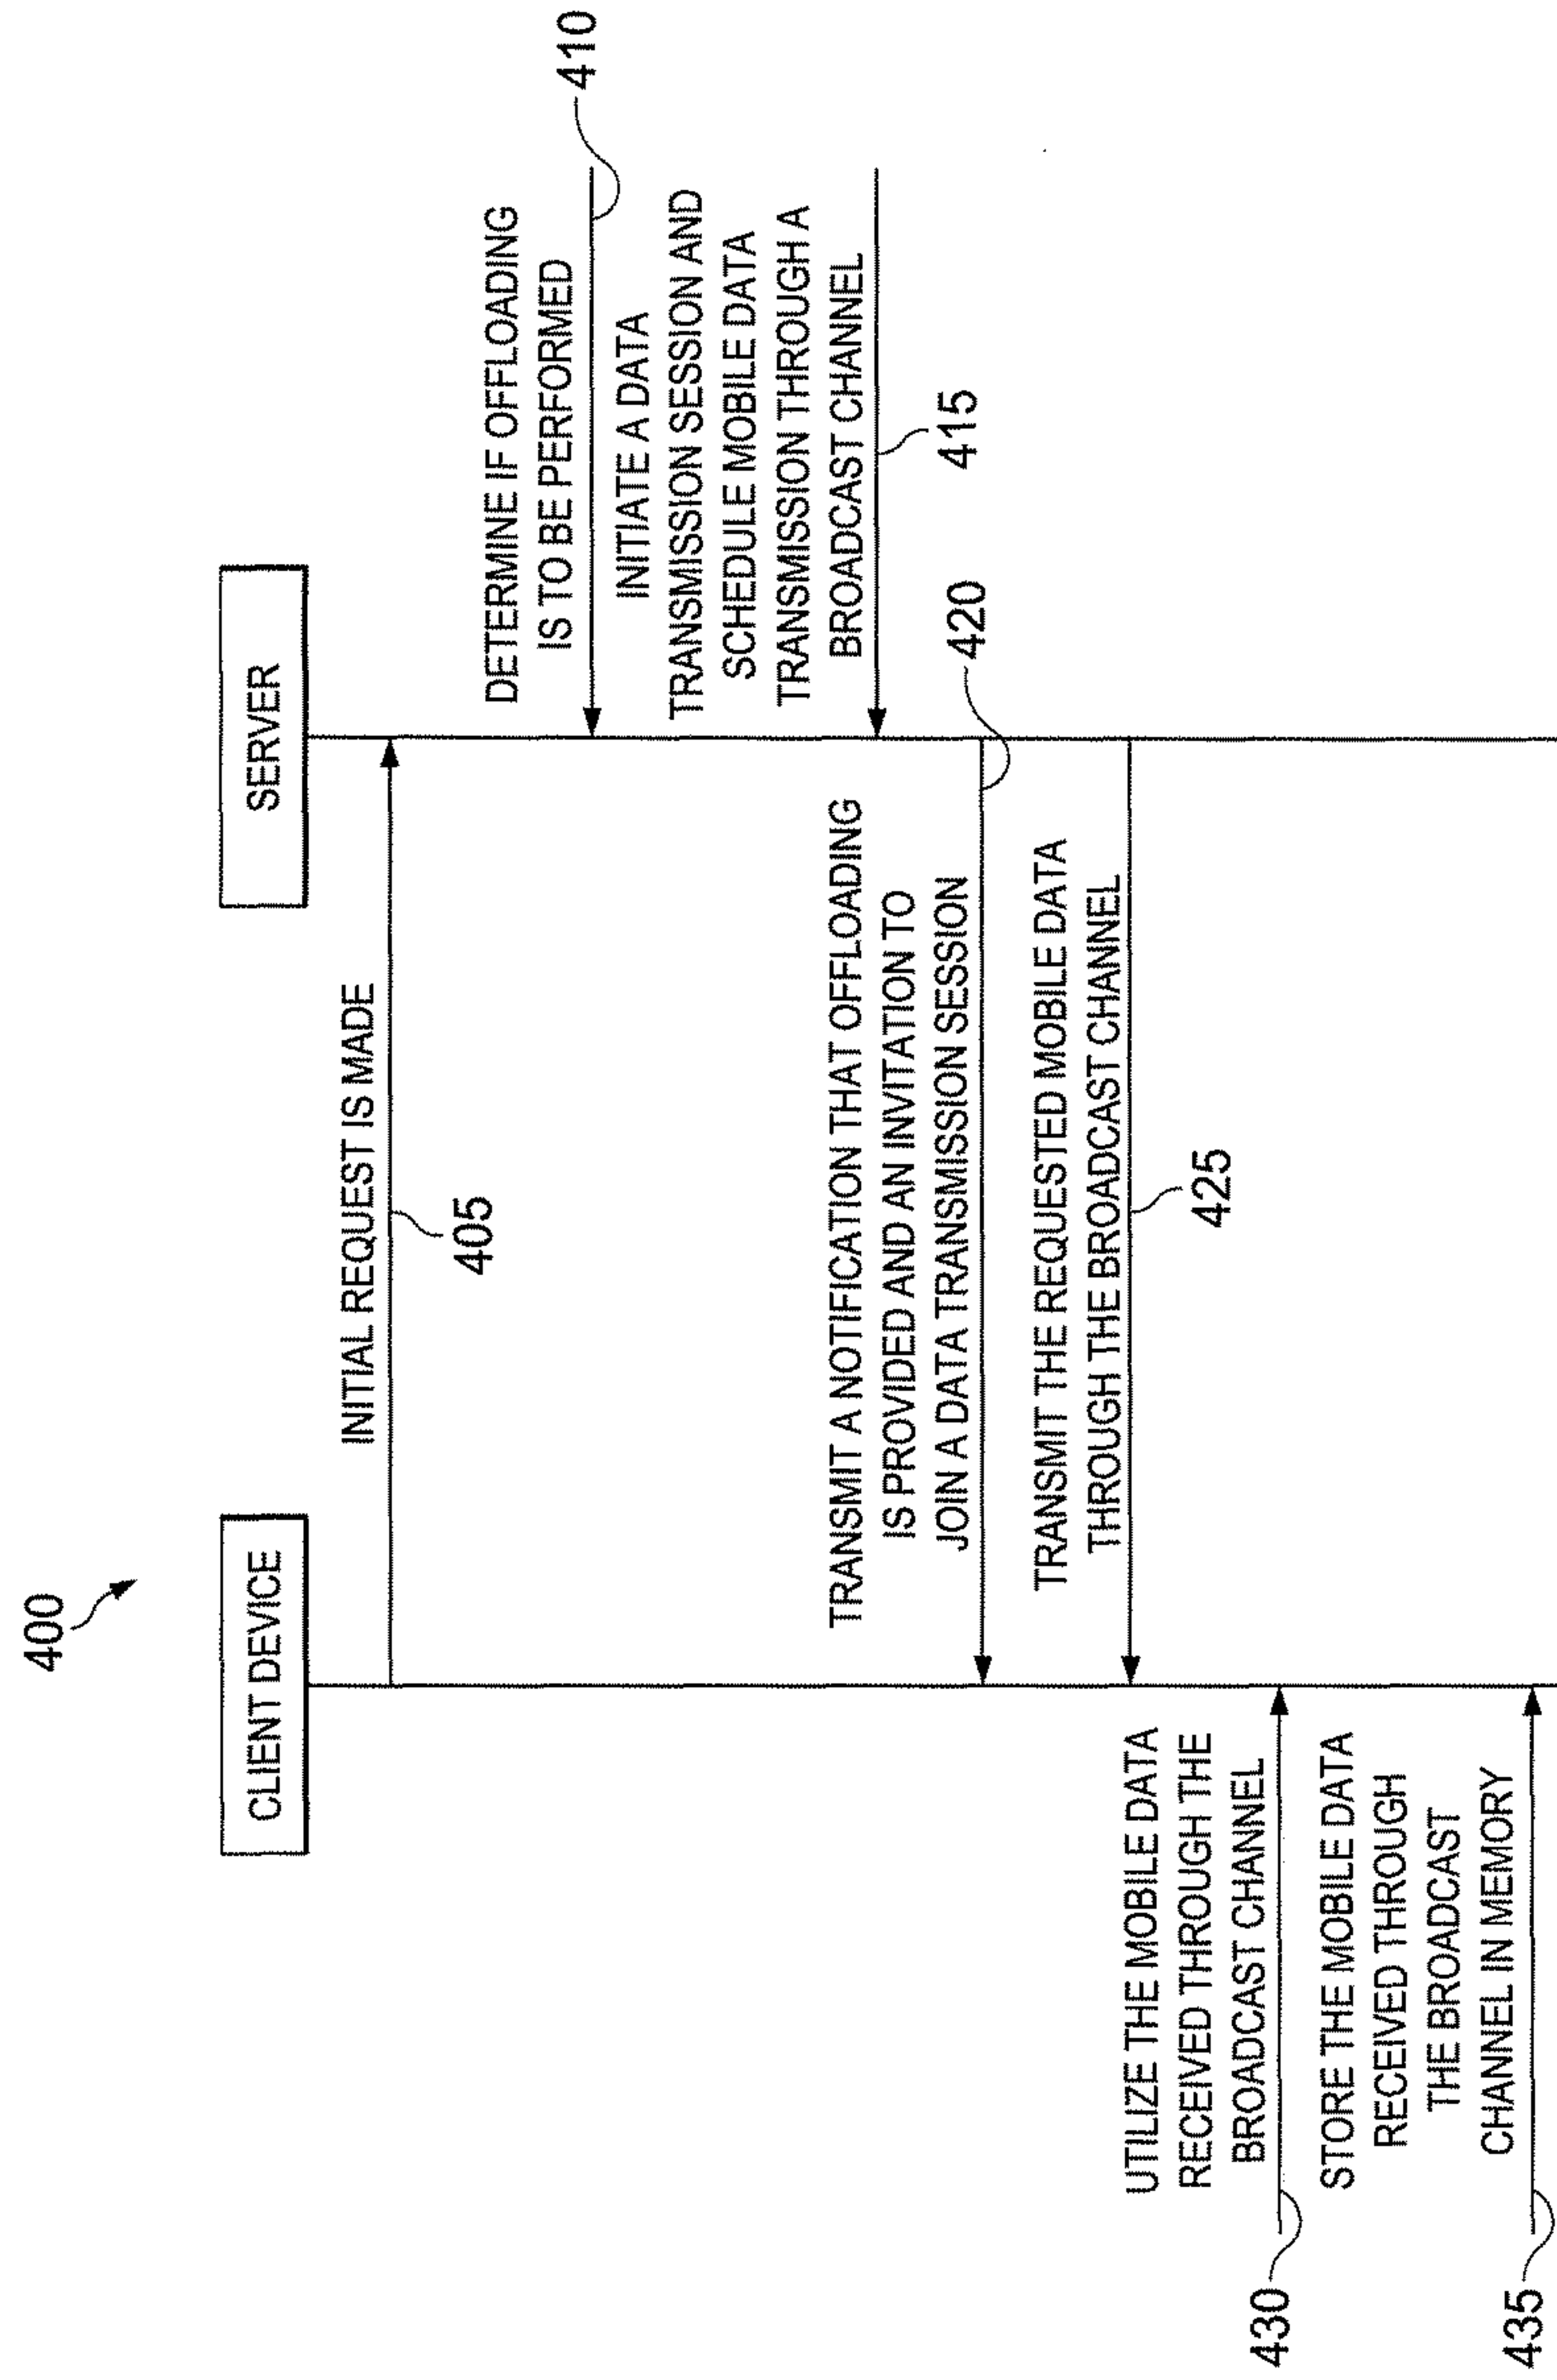 400
CLIENT DEVICE
SERVER
INITIAL REQUEST IS MADE
405
DETERMINE IF OFFLOADING
IS TO BE PERFORMED
410
INITIATE A DATA
TRANSMISSION SESSION AND
SCHEDULE MOBILE DATA
TRANSMISSION THROUGH A
BROADCAST CHANNEL
415
TRANSMIT A NOTIFICATION THAT OFFLOADING
IS PROVIDED AND AN INVITATION TO
JOIN A DATA TRANSMISSION SESSION
420
TRANSMIT THE REQUESTED MOBILE DATA
THROUGH THE BROADCAST CHANNEL
425
UTILIZE THE MOBILE DATA
RECEIVED THROUGH THE
BROADCAST CHANNEL
430
STORE THE MOBILE DATA
RECEIVED THROUGH
THE BROADCAST
CHANNEL IN MEMORY
435